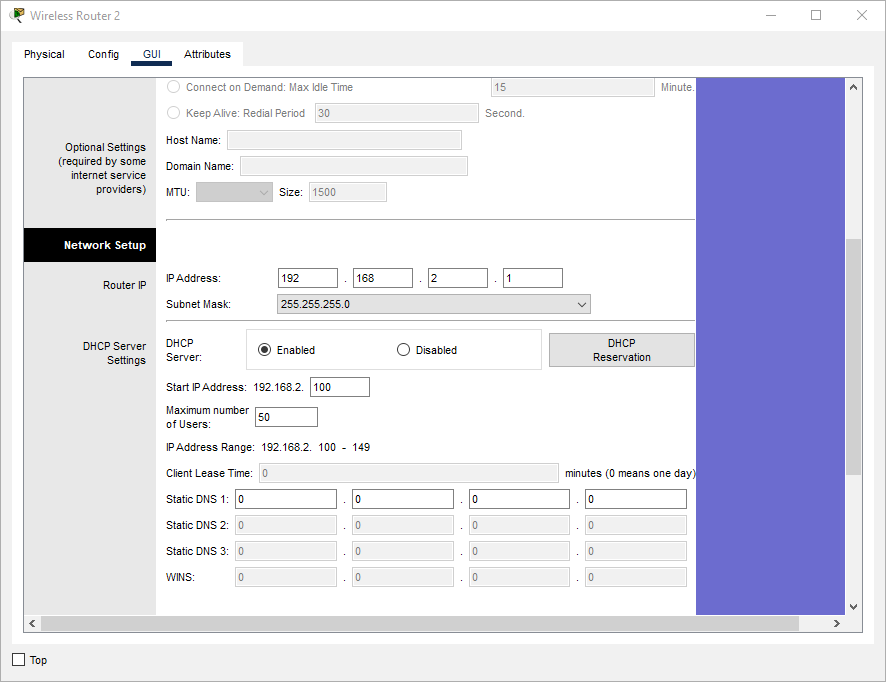 Wireless Router 2
Physical Config GUI Attributes
Connect on Demand: Max Idle Time 15 Minute.
Keep Alive: Redial Period 30 Second.
Optional Settings
(required by some
internet service
providers)
Host Name:
Domain Name:
MTU: Size: 1500
Network Setup
Router IP
IP Address: 192 . 168 . 2 . 1
Subnet Mask: 255.255.255.0
DHCP Server
Settings
DHCP
Server:
Enabled Disabled
DHCP
Reservation
Start IP Address: 192.168.2. 100
Maximum number
of Users:
50
IP Address Range: 192.168.2. 100 - 149
Client Lease Time: 0 minutes (0 means one day)
Static DNS 1: 0 . 0 . 0 . 0
Static DNS 2: 0 . 0 . 0 . 0
Static DNS 3: 0 . 0 . 0 . 0
WINS: 0 . 0 . 0 . 0
Top